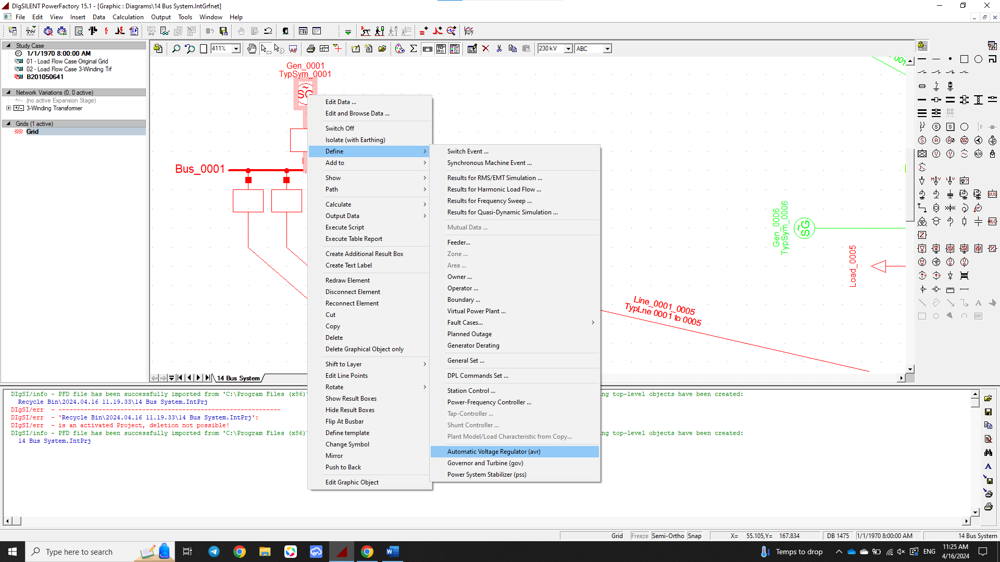 DIgSILENT PowerFactory 15.1 - [Graphic : Diagrams\14 Bus System.IntGrfnet]
File Edit View Insert Data Calculation Output Tools Window Help
Study Case
1/1/1970 8:00:00 AM
01 - Load Flow Case Original Grid
02 - Load Flow Case 3-Winding Trf
B201050641
Network Variations (0, 0 active)
(no active Expansion Stage)
3-Winding Transformer
Grids (1 active)
Grid
411%
230 kV
ABC
Gen_0001
TypSym_0001
SG
Bus_0001
Edit Data ...
Edit and Browse Data ...
Switch Off
Isolate (with Earthing)
Define
Add to
Show
Path
Calculate
Output Data
Execute Script
Execute Table Report
Create Additional Result Box
Create Text Label
Redraw Element
Disconnect Element
Reconnect Element
Cut
Copy
Delete
Delete Graphical Object only
Shift to Layer
Edit Line Points
Rotate
Show Result Boxes
Hide Result Boxes
Flip At Busbar
Define template
Change Symbol
Mirror
Push to Back
Edit Graphic Object
Switch Event ...
Synchronous Machine Event ...
Results for RMS/EMT Simulation ...
Results for Harmonic Load Flow ...
Results for Frequency Sweep ...
Results for Quasi-Dynamic Simulation ...
Mutual Data ...
Feeder...
Zone ...
Area ...
Owner ...
Operator ...
Boundary ...
Virtual Power Plant ...
Fault Cases...
Planned Outage
Generator Derating
General Set ...
DPL Commands Set ...
Station Control ...
Power-Frequency Controller ...
Tap-Controller ...
Shunt Controller ...
Plant Model/Load Characteristic from Copy...
Automatic Voltage Regulator (avr)
Governor and Turbine (gov)
Power System Stabilizer (pss)
Gen_0006
TypSym_0006
SG
Load_0005
Line_0001_0005
TypLne 0001 to 0005
14 Bus System
DIgSI/info - PFD file has been successfully imported from 'C:\Program Files (x86)\ ng top-level objects have been created:
Recycle Bin\2024.04.16 11.19.33\14 Bus System.IntPrj
DIgSI/err - ----------------------------------------------------------------
DIgSI/err - 'Recycle Bin\2024.04.16 11.19.33\14 Bus System.IntPrj':
DIgSI/err - is an activated Project, deletion not possible!
DIgSI/info - PFD file has been successfully imported from 'C:\Program Files (x86)\ ng top-level objects have been created:
14 Bus System.IntPrj
Grid Freeze Semi-Ortho Snap X= 55.105,Y= 167.834 DB 1475 1/1/1970 8:00:00 AM 14 Bus System
Type here to search
Temps to drop
ENG
11:25 AM
4/16/2024